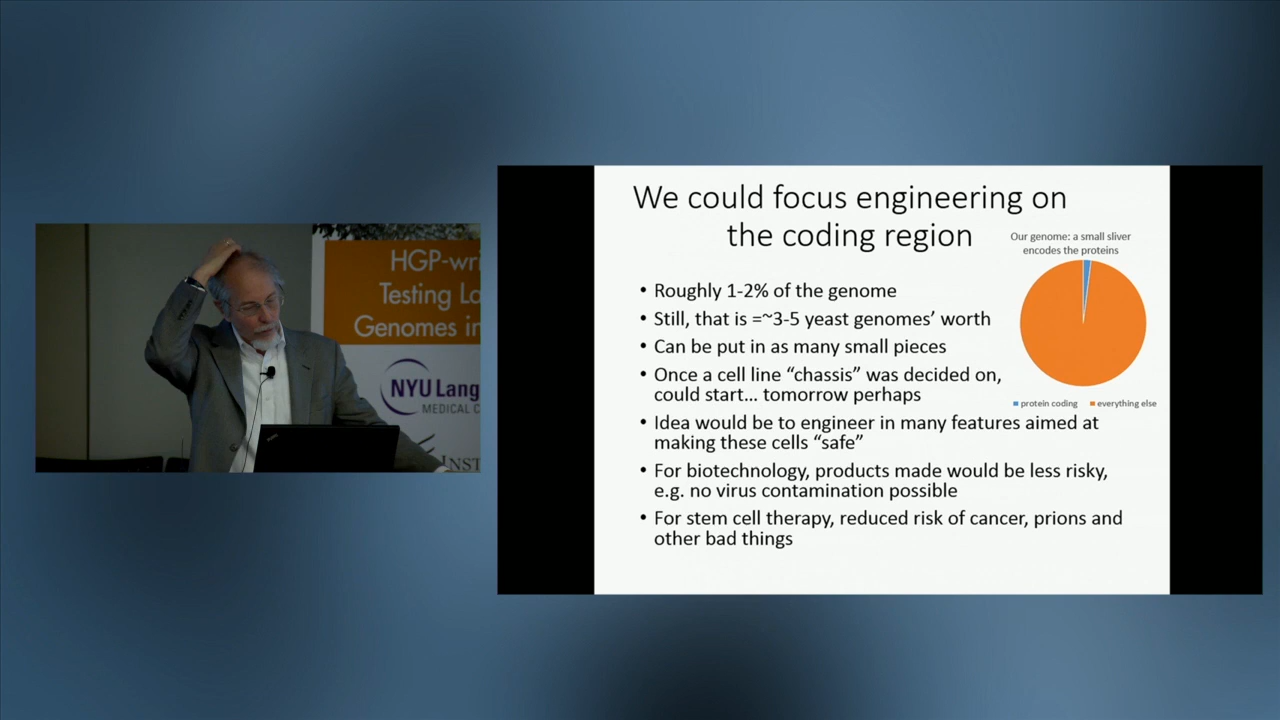 HGP-wri
Testing La
Genomes in
NYU Lang
MEDICAL C
INST
We could focus engineering on
the coding region
Our genome: a small sliver
encodes the proteins
• Roughly 1-2% of the genome
• Still, that is =~3-5 yeast genomes’ worth
• Can be put in as many small pieces
• Once a cell line “chassis” was decided on,
could start… tomorrow perhaps
protein coding everything else
• Idea would be to engineer in many features aimed at
making these cells “safe”
• For biotechnology, products made would be less risky,
e.g. no virus contamination possible
• For stem cell therapy, reduced risk of cancer, prions and
other bad things